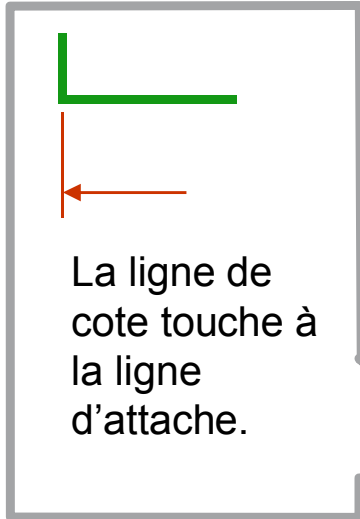 La ligne de
cote touche à
la ligne
d’attache.